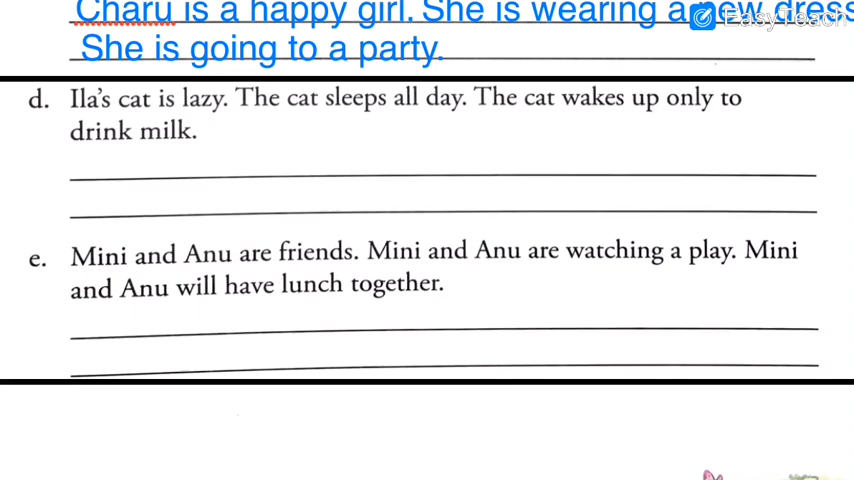 Charu is a happy girl. She is wearing a new dress
EasyTeach
She is going to a party.
d. Ila's cat is lazy. The cat sleeps all day. The cat wakes up only to
drink milk.
e. Mini and Anu are friends. Mini and Anu are watching a play. Mini
and Anu will have lunch together.